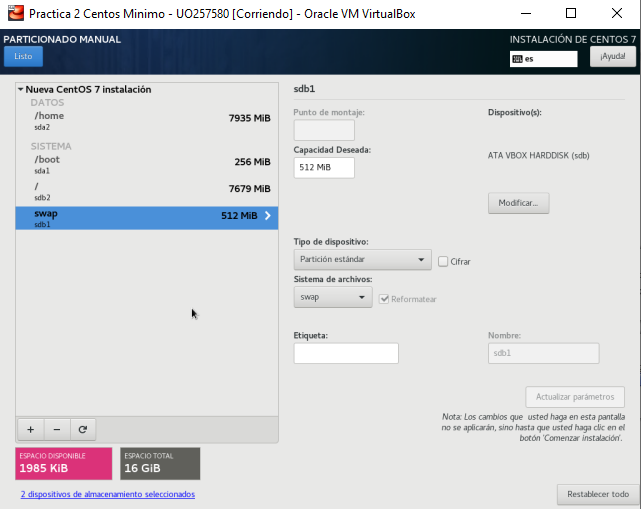 Practica 2 Centos Minimo - UO257580 [Corriendo] - Oracle VM VirtualBox
PARTICIONADO MANUAL
INSTALACIÓN DE CENTOS 7
Listo
es
¡Ayuda!
Nueva CentOS 7 instalación
DATOS
/home
7935 MiB
sda2
SISTEMA
/boot
256 MiB
sda1
/
7679 MiB
sdb2
swap
512 MiB
sdb1
sdb1
Punto de montaje:
Dispositivo(s):
Capacidad Deseada:
512 MiB
ATA VBOX HARDDISK (sdb)
Modificar...
Tipo de dispositivo:
Partición estándar
Cifrar
Sistema de archivos:
swap
Reformatear
Etiqueta:
Nombre:
sdb1
Actualizar parámetros
Nota: Los cambios que usted haga en esta pantalla
no se aplicarán, sino hasta que usted haga clic en el
botón 'Comenzar instalación'.
+ −
ESPACIO DISPONIBLE
1985 KiB
ESPACIO TOTAL
16 GiB
2 dispositivos de almacenamiento seleccionados
Restablecer todo